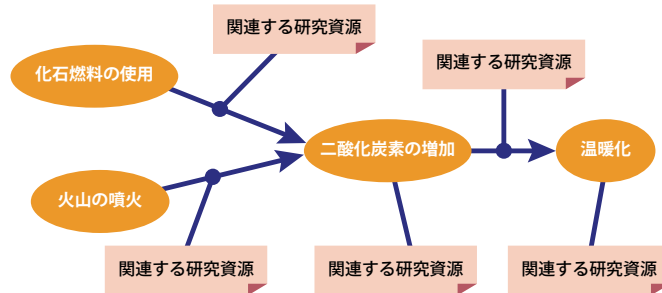 関連する研究資源
関連する研究資源
化石燃料の使用
二酸化炭素の増加
温暖化
火山の噴火
関連する研究資源
関連する研究資源
関連する研究資源